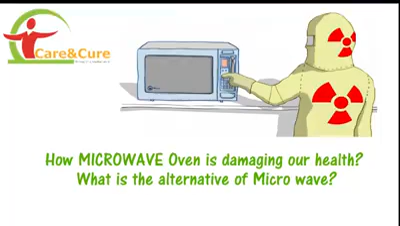 Care&Cure
How MICROWAVE Oven is damaging our health?
What is the alternative of Micro wave?